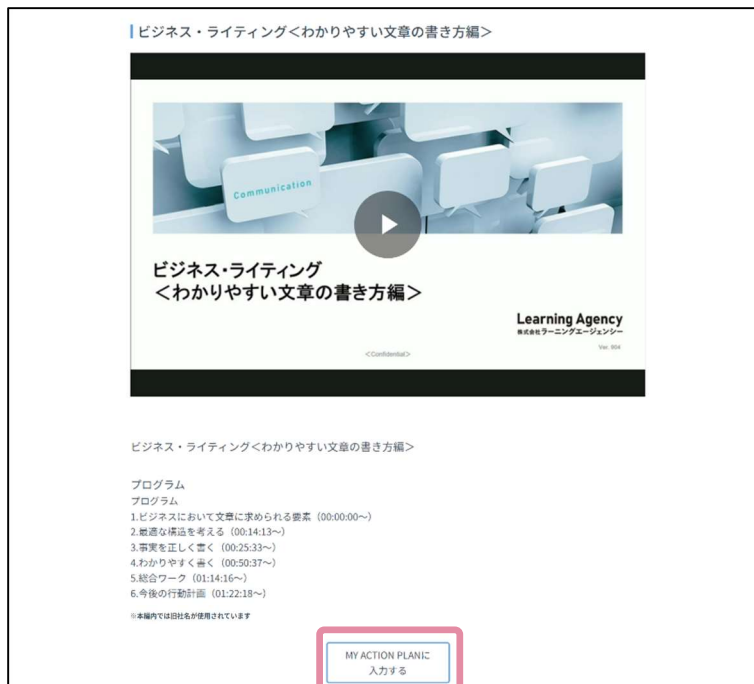 ビジネス・ライティング＜わかりやすい文章の書き方編＞
Communication
ビジネス・ライティング
＜わかりやすい文章の書き方編＞
Learning Agency
株式会社ラーニングエージェンシー
＜Confidential＞
Ver. 804
ビジネス・ライティング＜わかりやすい文章の書き方編＞
プログラム
プログラム
1.ビジネスにおいて文章に求められる要素（00:00:00～）
2.最適な構造を考える（00:14:13～）
3.事実を正しく書く（00:25:33～）
4.わかりやすく書く（00:50:37～）
5.総合ワーク（01:14:16～）
6.今後の行動計画（01:22:18～）
※本編内では旧社名が使用されています
MY ACTION PLANに
入力する